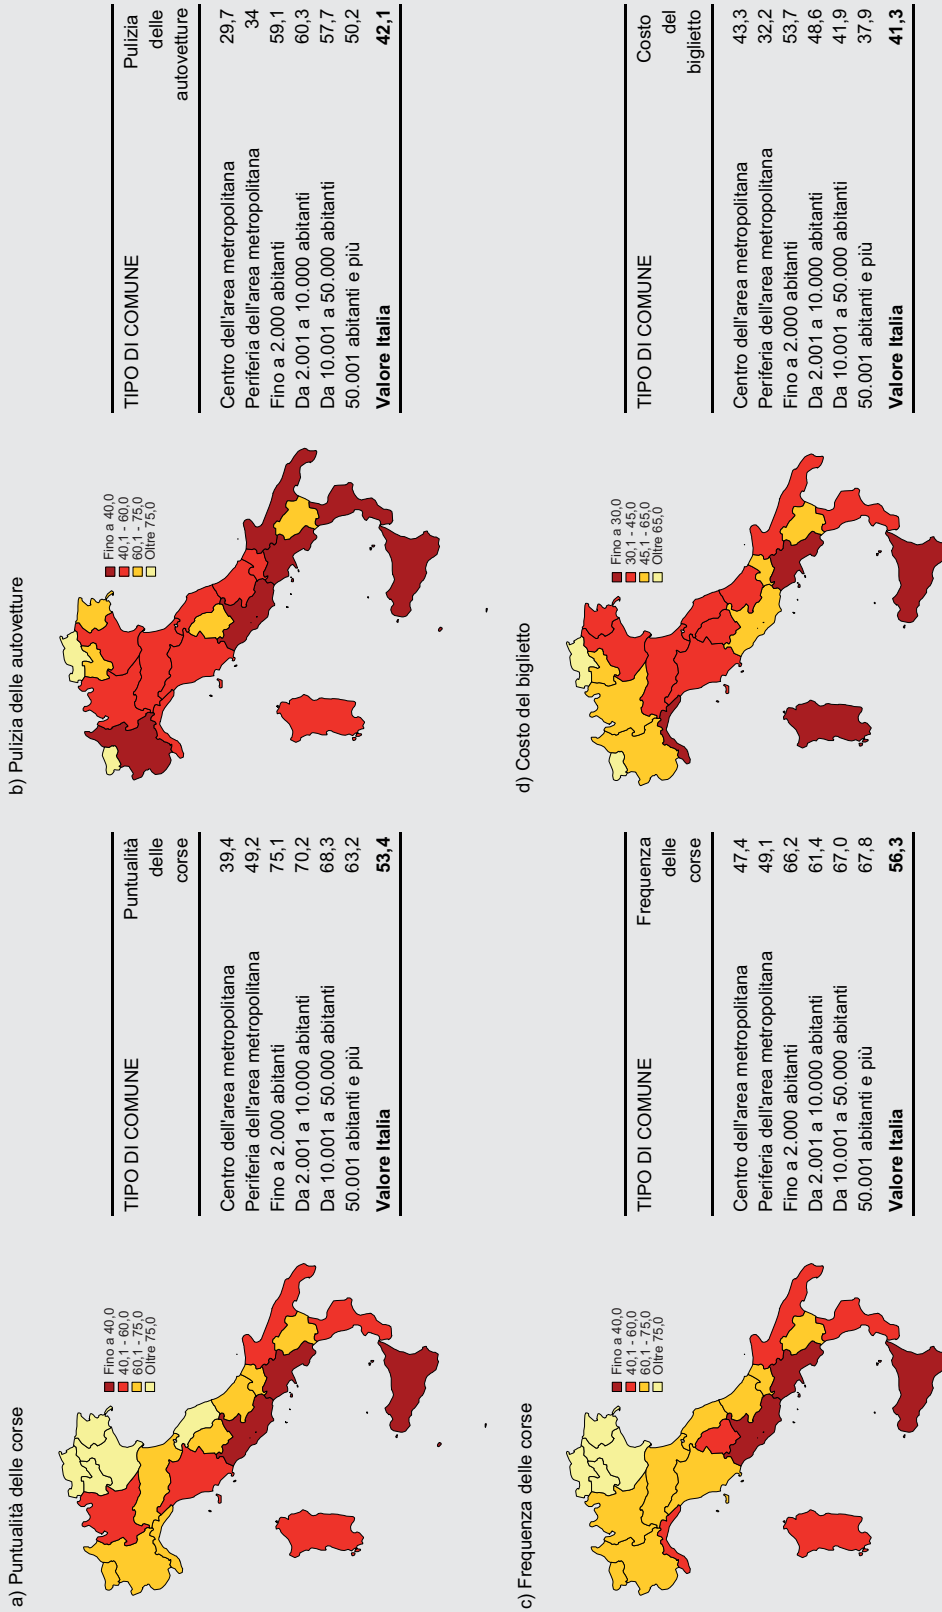 a) Puntualità delle corse
Fino a 40,0
40,1 - 60,0
60,1 - 75,0
Oltre 75,0
TIPO DI COMUNE Puntualità
delle
corse
Centro dell'area metropolitana 39,4
Periferia dell'area metropolitana 49,2
Fino a 2.000 abitanti 75,1
Da 2.001 a 10.000 abitanti 70,2
Da 10.001 a 50.000 abitanti 68,3
50.001 abitanti e più 63,2
Valore Italia 53,4
b) Pulizia delle autovetture
Fino a 40,0
40,1 - 60,0
60,1 - 75,0
Oltre 75,0
TIPO DI COMUNE Pulizia
delle
autovetture
Centro dell'area metropolitana 29,7
Periferia dell'area metropolitana 34
Fino a 2.000 abitanti 59,1
Da 2.001 a 10.000 abitanti 60,3
Da 10.001 a 50.000 abitanti 57,7
50.001 abitanti e più 50,2
Valore Italia 42,1
c) Frequenza delle corse
Fino a 40,0
40,1 - 60,0
60,1 - 75,0
Oltre 75,0
TIPO DI COMUNE Frequenza
delle
corse
Centro dell'area metropolitana 47,4
Periferia dell'area metropolitana 49,1
Fino a 2.000 abitanti 66,2
Da 2.001 a 10.000 abitanti 61,4
Da 10.001 a 50.000 abitanti 67,0
50.001 abitanti e più 67,8
Valore Italia 56,3
d) Costo del biglietto
Fino a 30,0
30,1 - 45,0
45,1 - 65,0
Oltre 65,0
TIPO DI COMUNE Costo
del
biglietto
Centro dell'area metropolitana 43,3
Periferia dell'area metropolitana 32,2
Fino a 2.000 abitanti 53,7
Da 2.001 a 10.000 abitanti 48,6
Da 10.001 a 50.000 abitanti 41,9
50.001 abitanti e più 37,9
Valore Italia 41,3